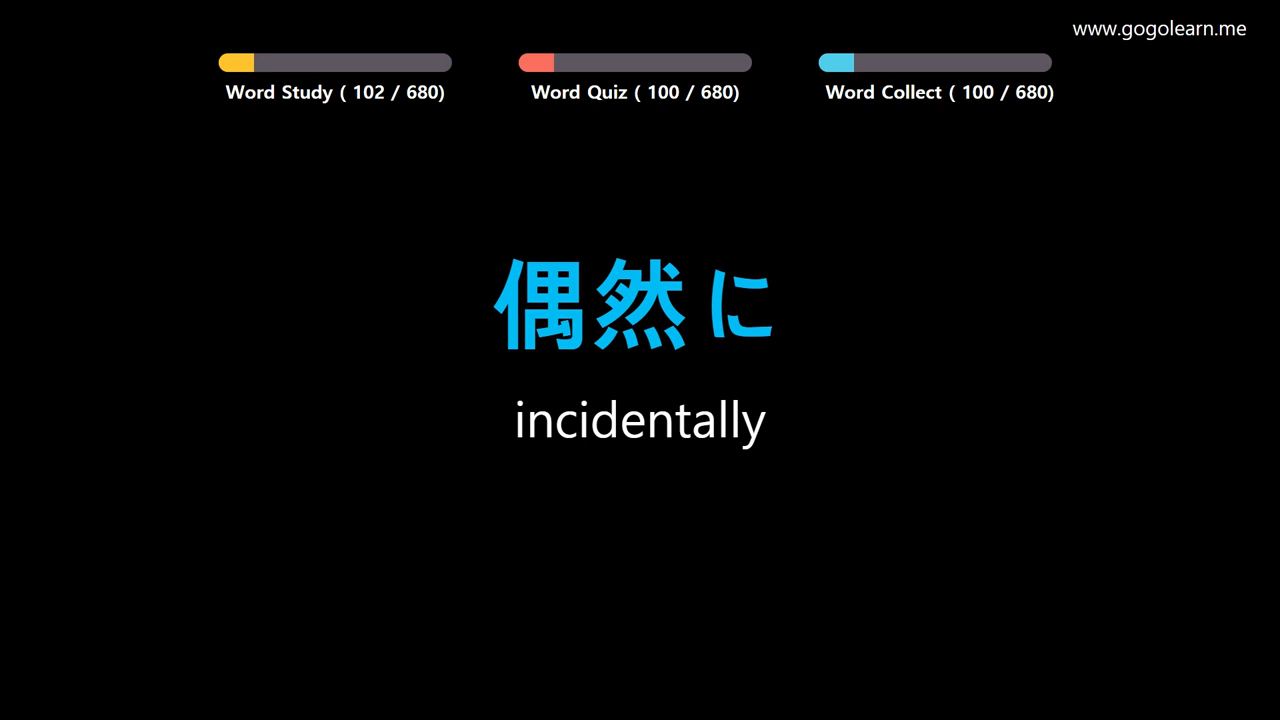 www.gogolearn.me
Word Study ( 102 / 680)
Word Quiz ( 100 / 680)
Word Collect ( 100 / 680)
偶然に
incidentally